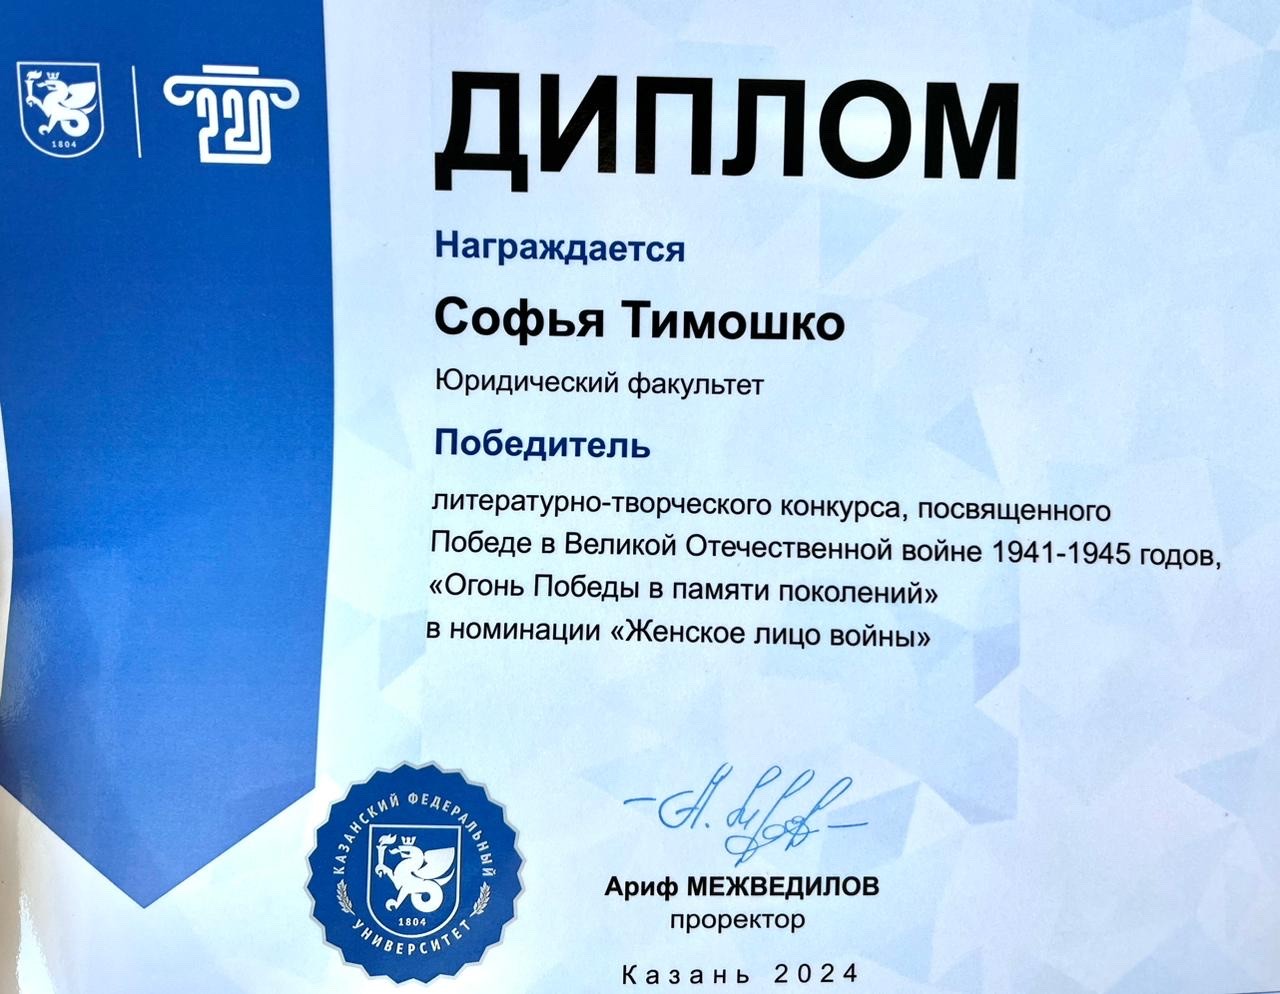 1804
220
ДИПЛОМ
Награждается
Софья Тимошко
Юридический факультет
Победитель
литературно-творческого конкурса, посвященного
Победе в Великой Отечественной войне 1941-1945 годов,
«Огонь Победы в памяти поколений»
в номинации «Женское лицо войны»
КАЗАНСКИЙ ФЕДЕРАЛЬНЫЙ
1804
УНИВЕРСИТЕТ
Ариф МЕЖВЕДИЛОВ
проректор
Казань 2024